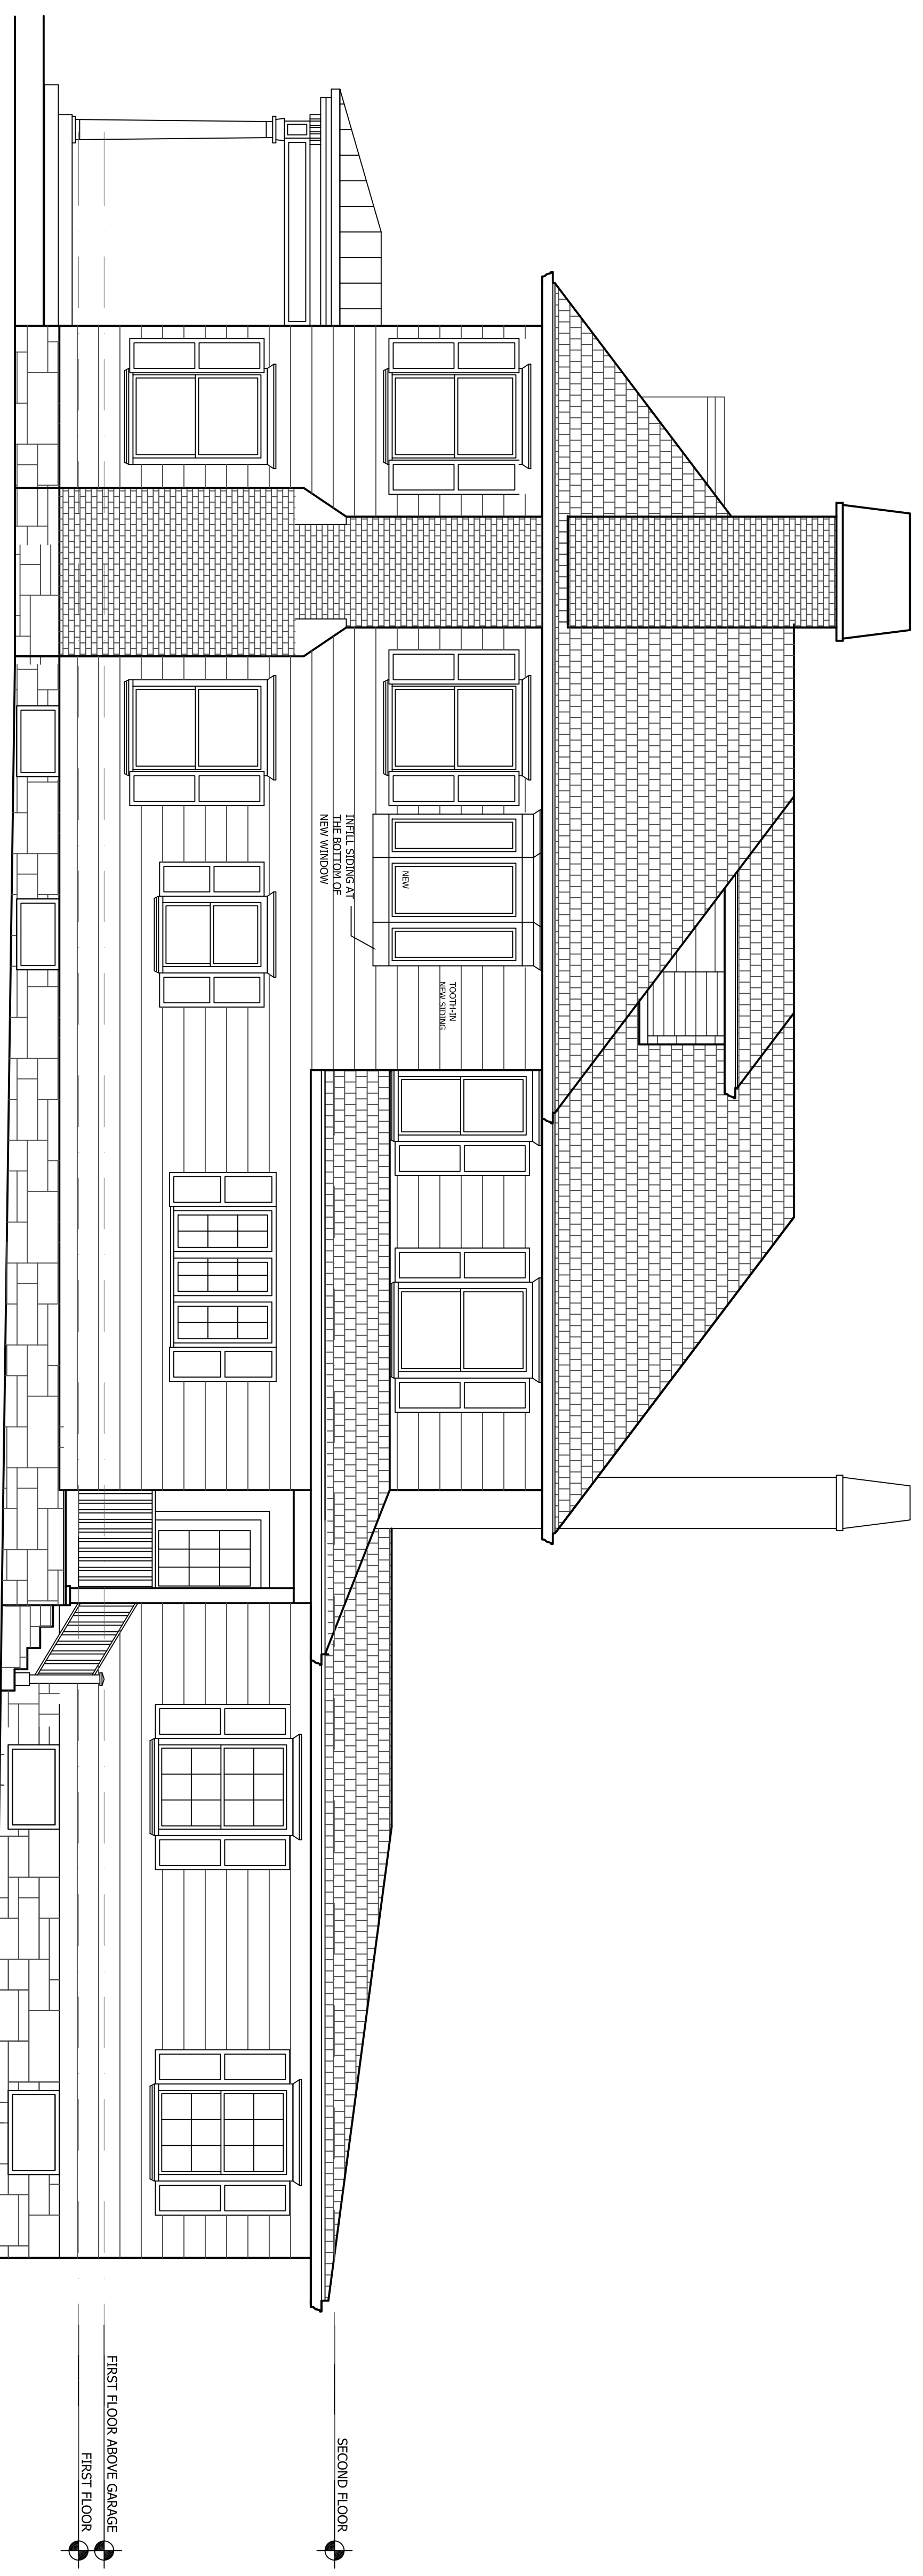 NEW
TOOTH-IN
NEW SIDING
INFILL SIDING AT
THE BOTTOM OF
NEW WINDOW
SECOND FLOOR
FIRST FLOOR ABOVE GARAGE
FIRST FLOOR